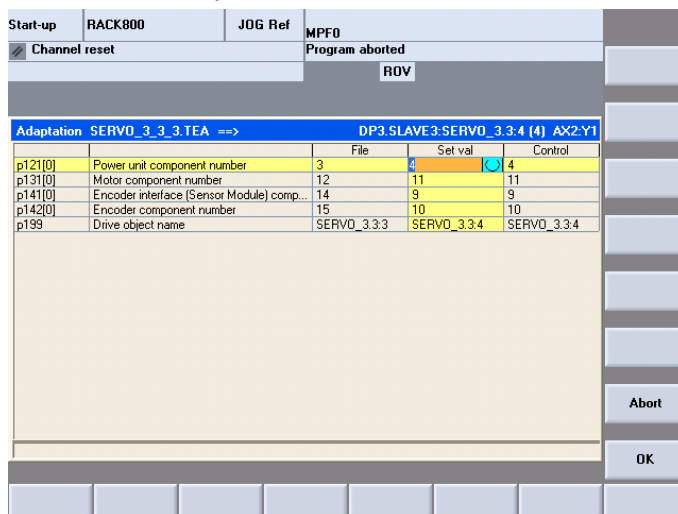 Start-up RACK800 JOG Ref MPF0
Channel reset Program aborted
ROV
Adaptation SERVO_3_3_3.TEA ==> DP3.SLAVE3:SERVO_3.3:4 (4) AX2:Y1
File Set val Control
p121[0] Power unit component number 3 4 4
p131[0] Motor component number 12 11 11
p141[0] Encoder interface (Sensor Module) comp... 14 9 9
p142[0] Encoder component number 15 10 10
p199 Drive object name SERVO_3.3:3 SERVO_3.3:4 SERVO_3.3:4
Abort
OK